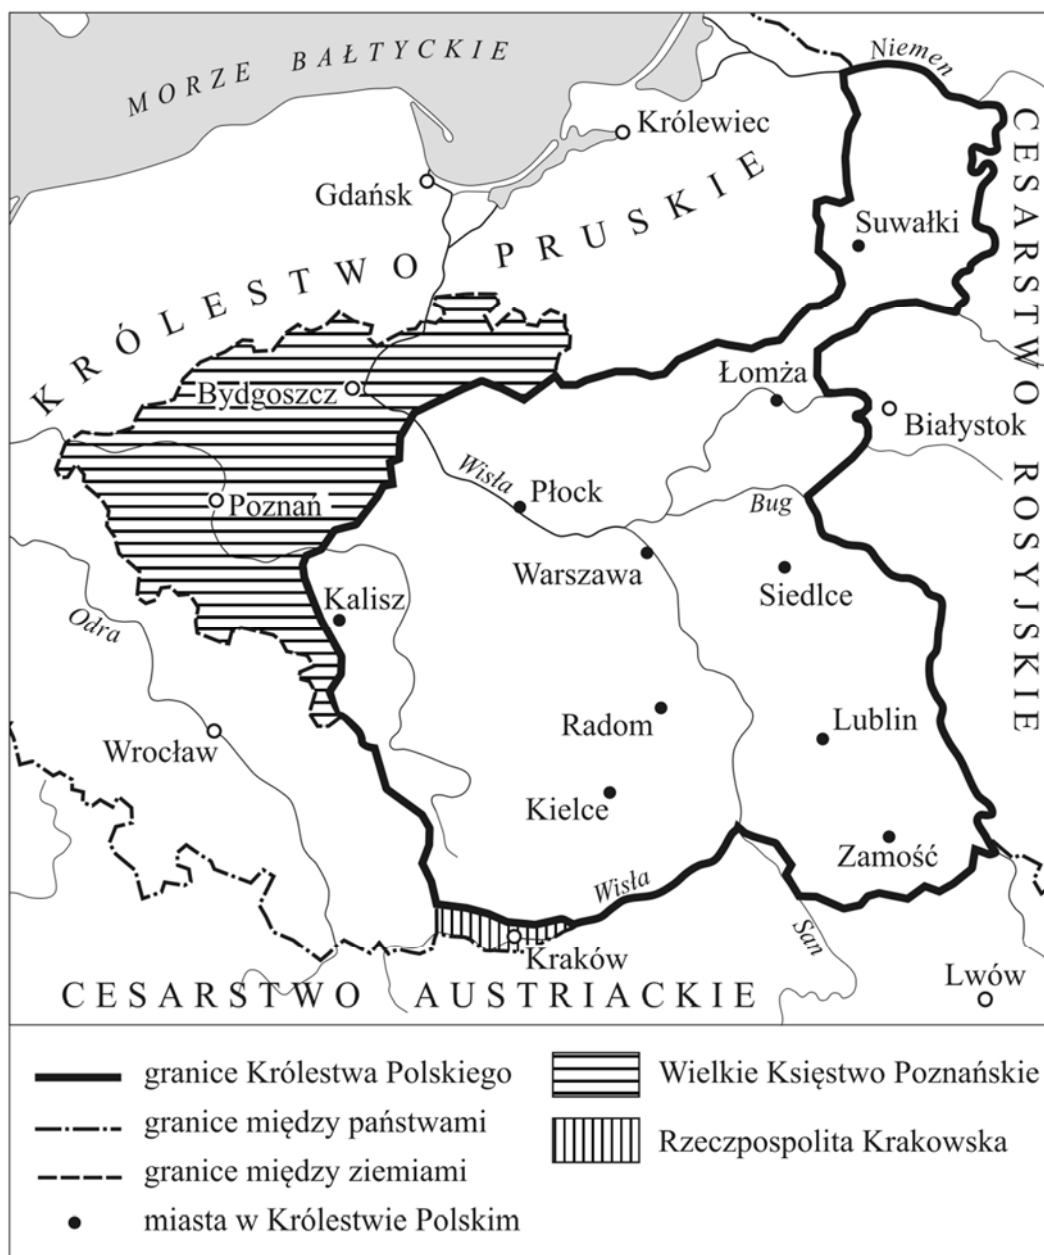 MORZE BAŁTYCKIE
Niemen
Królewiec
Gdańsk
KRÓLESTWO PRUSKIE
CESARSTWO ROSYJSKIE
Suwałki
Łomża
Bydgoszcz
Białystok
Wisła
Płock
Bug
Poznań
Warszawa
Siedlce
Kalisz
Odra
Radom
Lublin
Wrocław
Kielce
Zamość
Wisła
San
Kraków
Lwów
CESARSTWO AUSTRIACKIE
granice Królestwa Polskiego
granice między państwami
granice między ziemiami
miasta w Królestwie Polskim
Wielkie Księstwo Poznańskie
Rzeczpospolita Krakowska